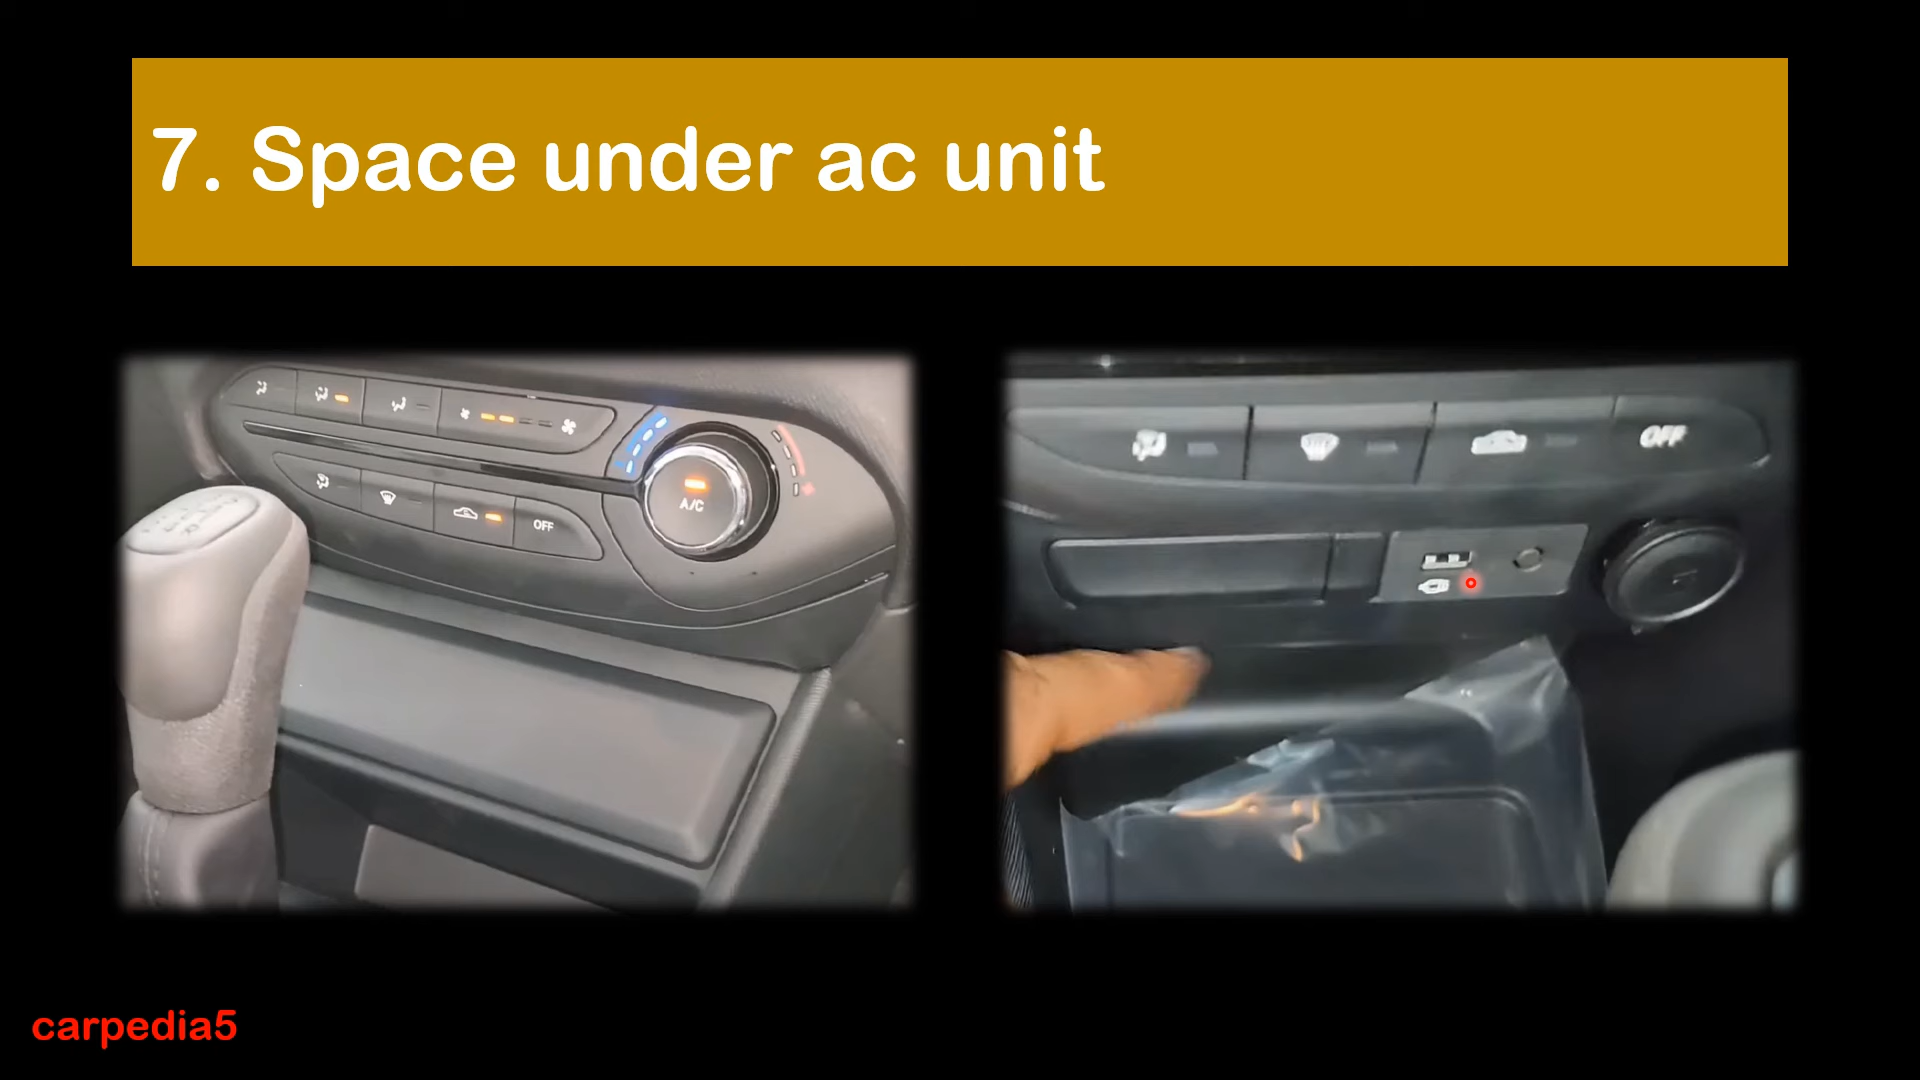 7. Space under ac unit
A/C
OFF
OFF
carpedia5